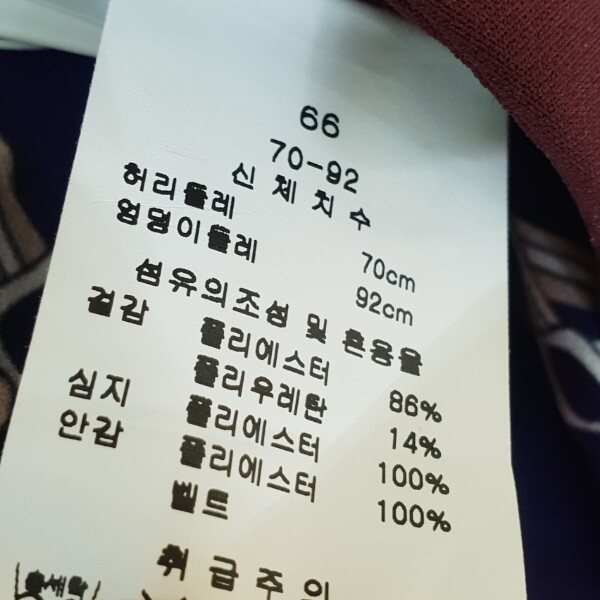 66
70-92
신체치수
허리둘레 70cm
엉덩이둘레 92cm
섬유의조성 및 혼용율
겉감 폴리에스터 86%
폴리우레탄 14%
심지 폴리에스터 100%
안감 폴리에스터 100%
벨트
취급주의
손세탁